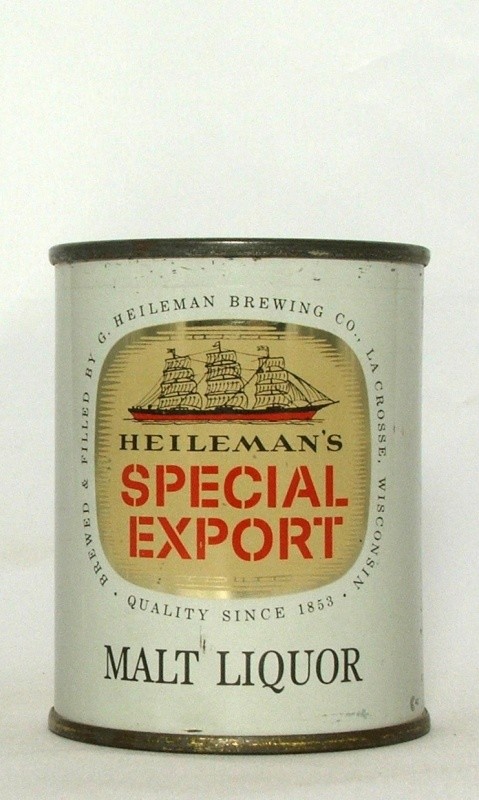 BREWED & FILLED BY G. HEILEMAN BREWING CO., LA CROSSE, WISCONSIN
HEILEMAN'S
SPECIAL
EXPORT
· QUALITY SINCE 1853 ·
MALT LIQUOR